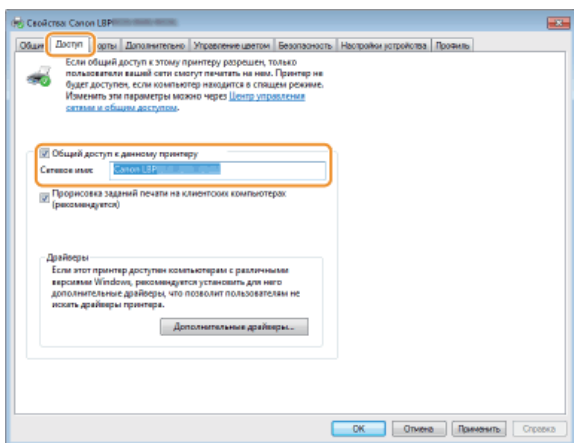 Свойства: Canon LBP
Общие Доступ орты Дополнительно Управление цветом Безопасность Настройки устройства Профиль
Если общий доступ к этому принтеру разрешен, только
пользователи вашей сети смогут печатать на нем. Принтер не
будет доступен, если компьютер находится в спящем режиме.
Изменить эти параметры можно через Центр управления
сетями и общим доступом.
Общий доступ к данному принтеру
Сетевое имя: Canon LBP
Прорисовка заданий печати на клиентских компьютерах
(рекомендуется)
Драйверы
Если этот принтер доступен компьютерам с различными
версиями Windows, рекомендуется установить для него
дополнительные драйверы, что позволит пользователям не
искать драйверы принтера.
Дополнительные драйверы...
ОК Отмена Применить Справка